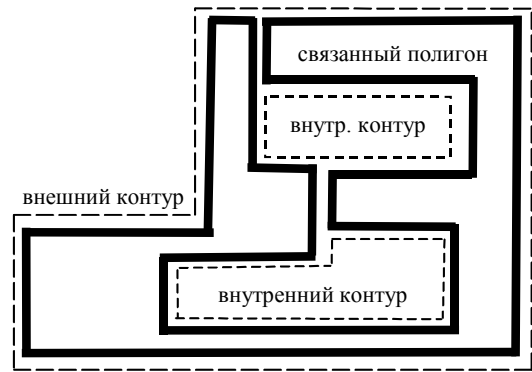 связанный полигон
внутр. контур
внешний контур
внутренний контур